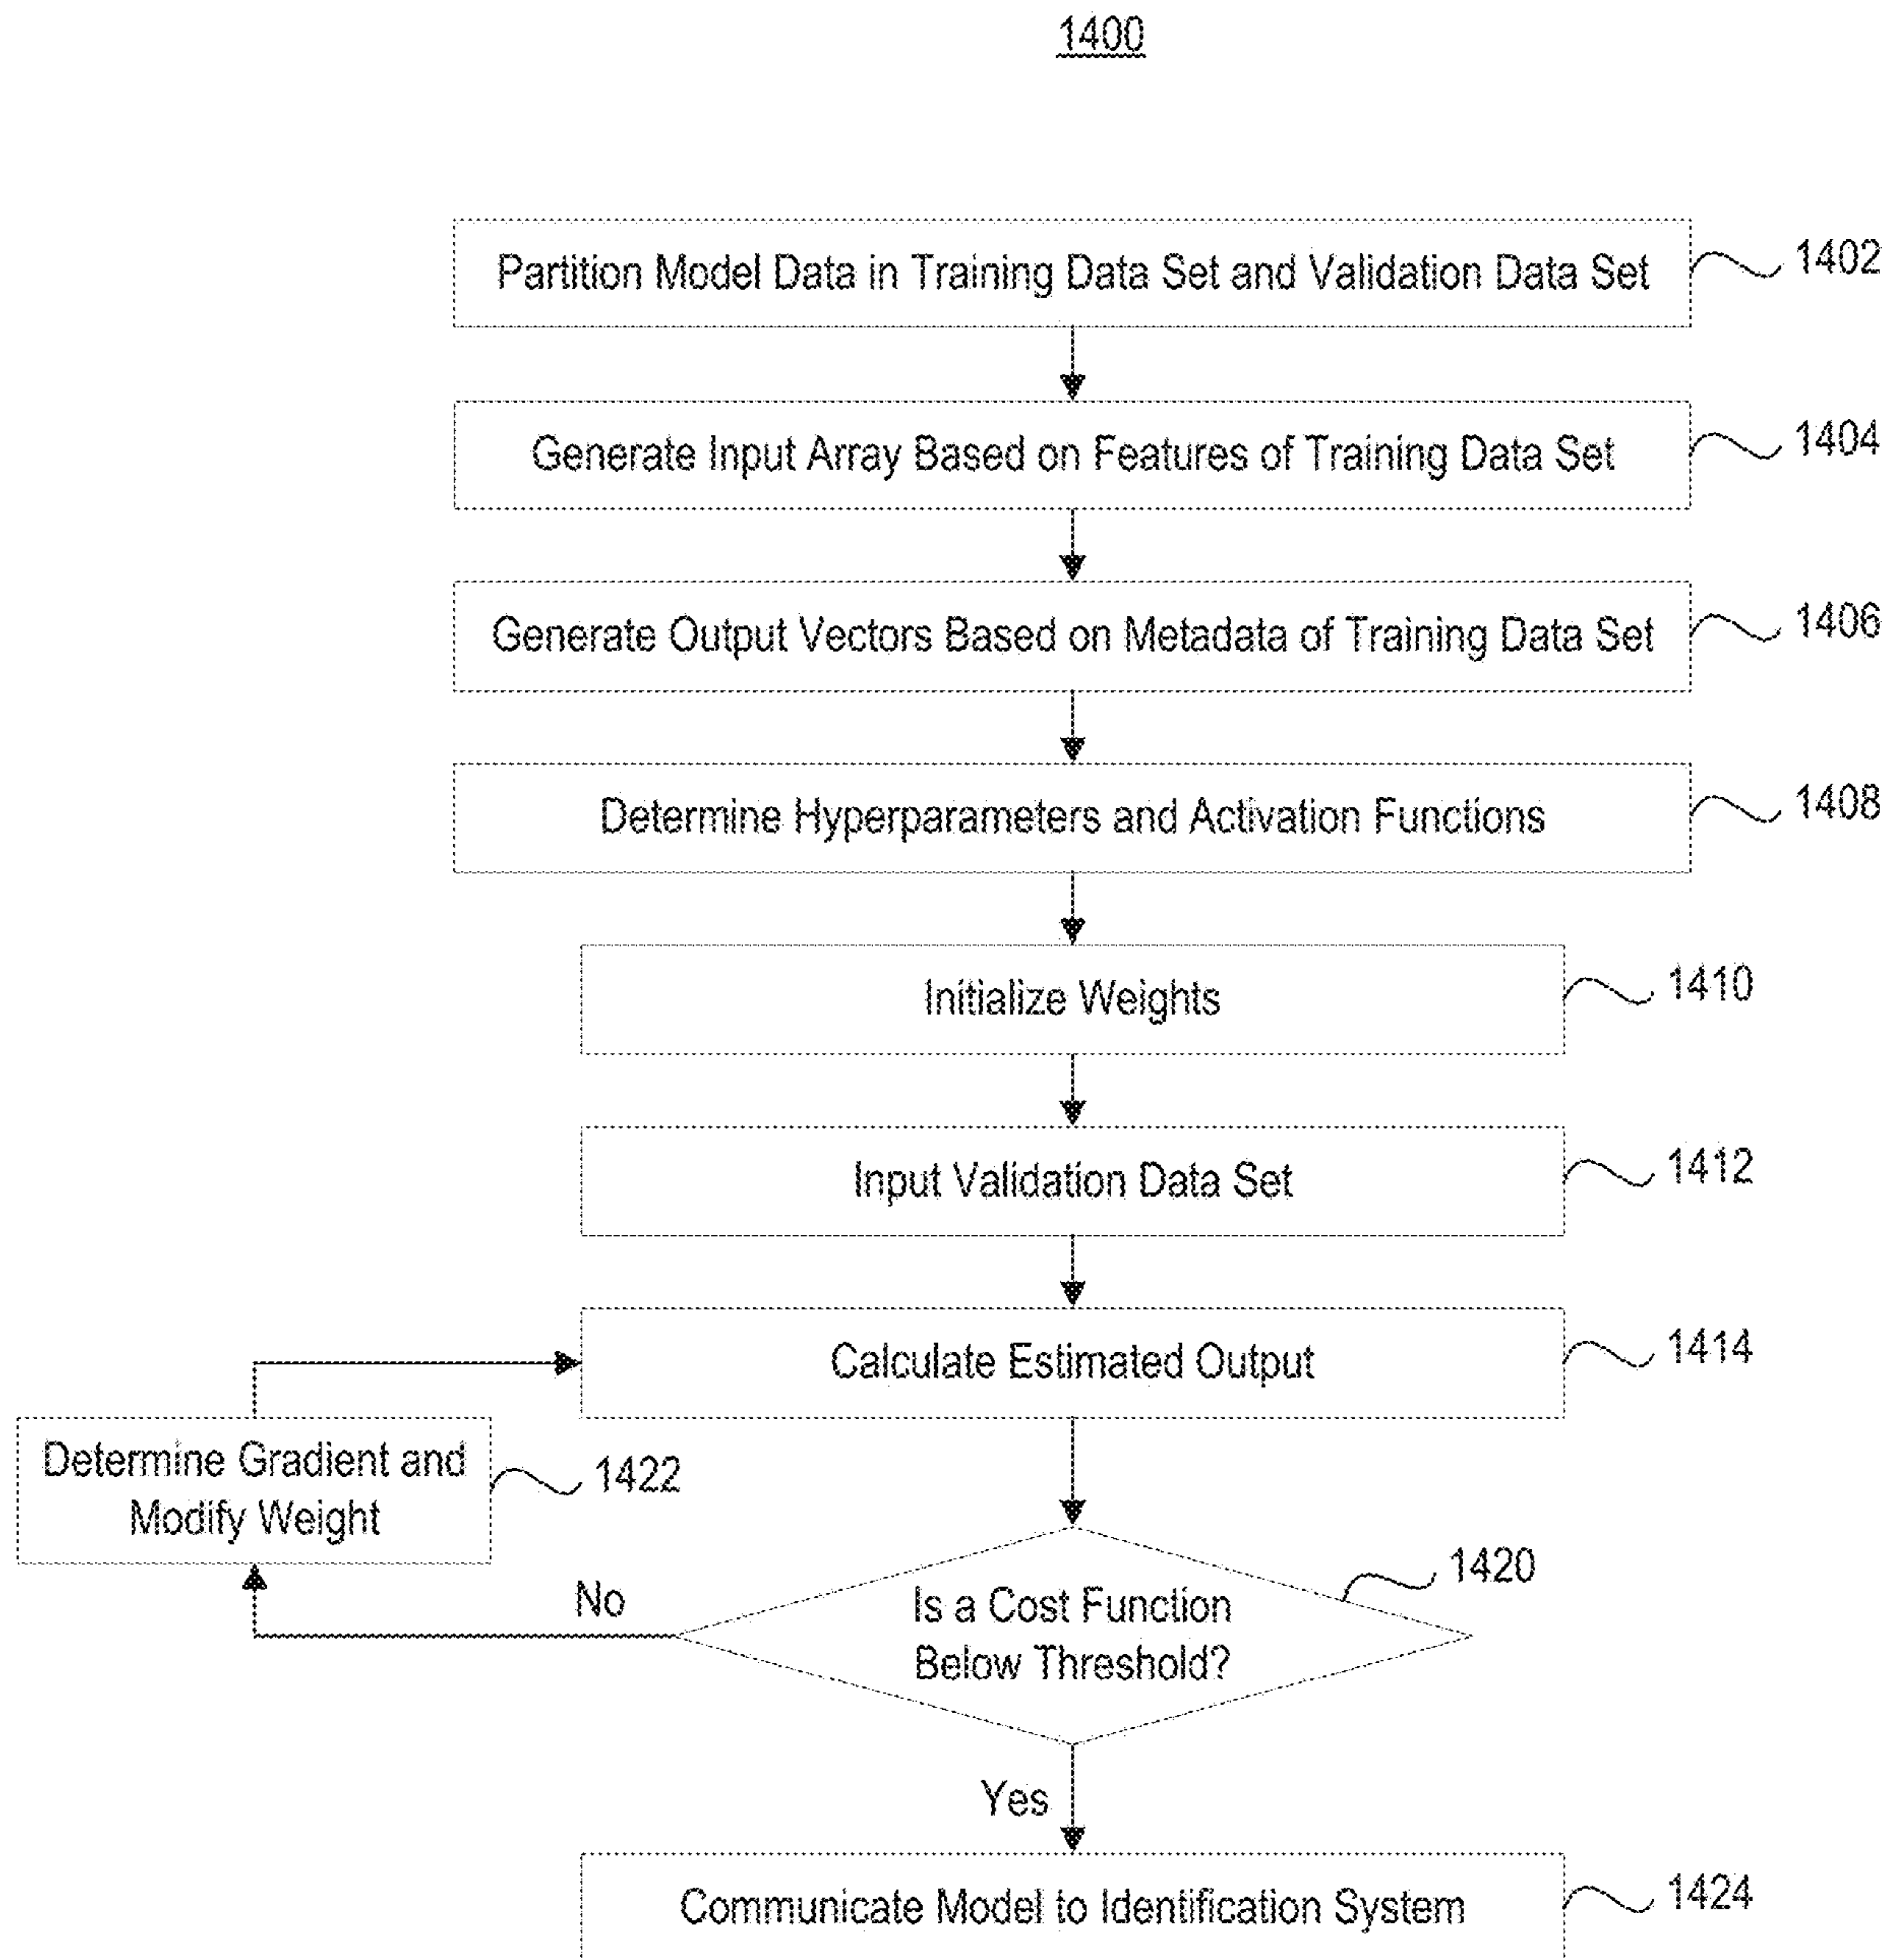 1400
Partition Model Data in Training Data Set and Validation Data Set
1402
Generate Input Array Based on Features of Training Data Set
1404
Generate Output Vectors Based on Metadata of Training Data Set
1406
Determine Hyperparameters and Activation Functions
1408
Initialize Weights
1410
Input Validation Data Set
1412
Calculate Estimated Output
1414
Determine Gradient and
Modify Weight
1422
No
Is a Cost Function
Below Threshold?
1420
Yes
Communicate Model to Identification System
1424